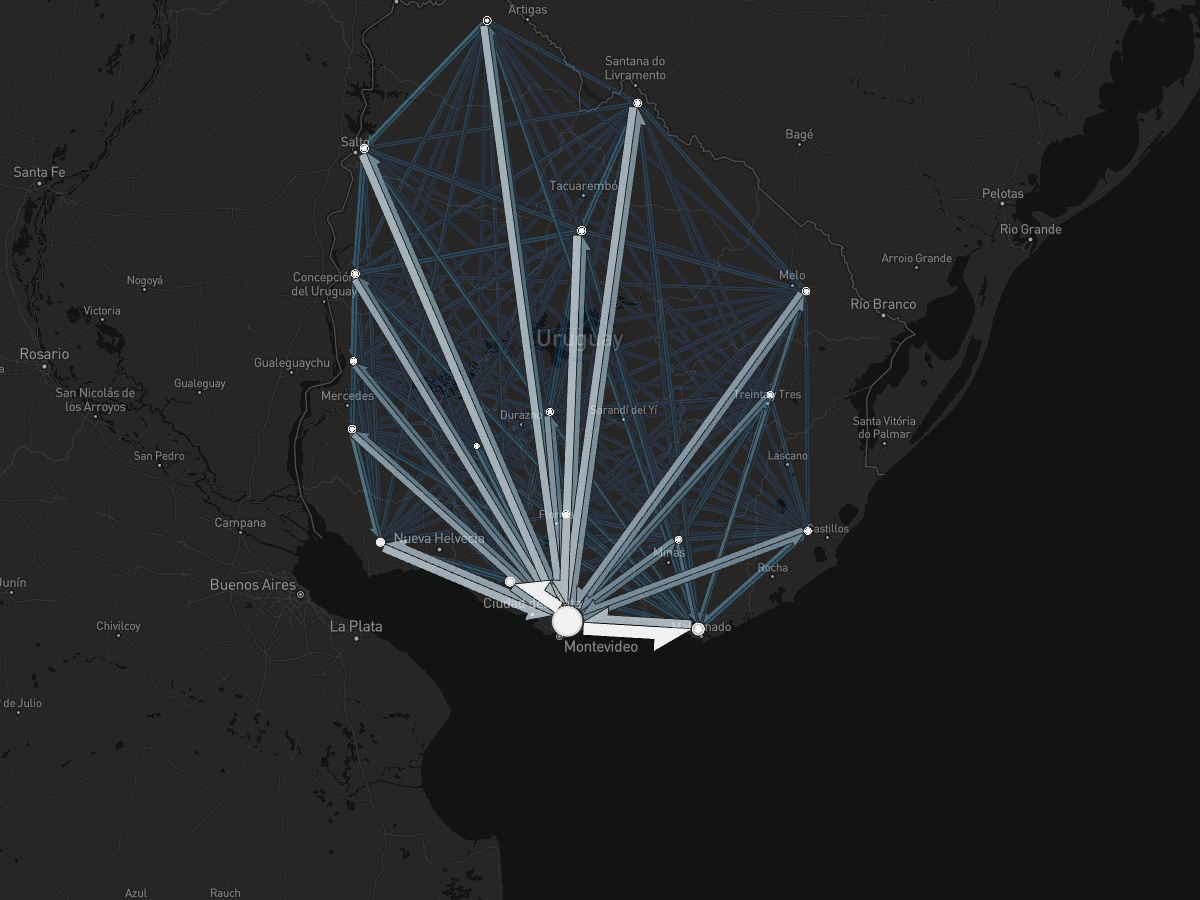 Artigas
Santana do
Livramento
Bagé
Salto
Santa Fe
Tacuarembó
Pelotas
Rio Grande
Arroio Grande
Melo
Nogoyá
Concepción
del Uruguay
Río Branco
Victoria
Uruguay
Rosario
Gualeguaychu
Gualeguay
San Nicolás de
los Arroyos
Mercedes
Treinta y Tres
Durazno
Sarandí del Yí
Santa Vitória
do Palmar
San Pedro
Lascano
Campana
Florida
Castillos
Nueva Helvecia
Minas
Rocha
Junín
Buenos Aires
Ciudad del Plata
Chivilcoy
La Plata
Maldonado
Montevideo
de Julio
Azul
Rauch